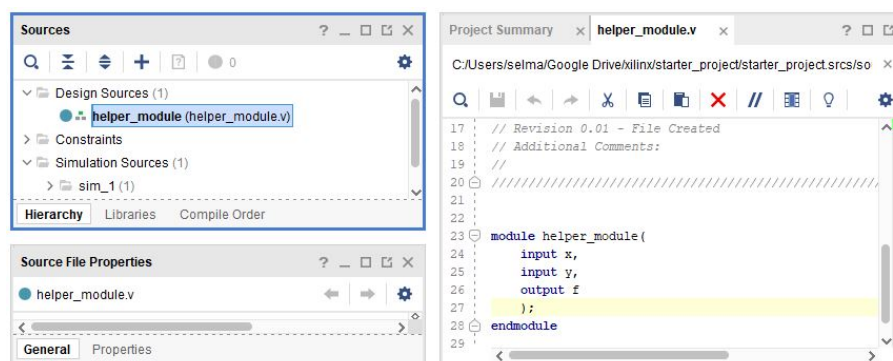 Sources
? _ □ X
0
Design Sources (1)
helper_module (helper_module.v)
Constraints
Simulation Sources (1)
sim_1 (1)
Hierarchy Libraries Compile Order
Source File Properties
? _ □ X
helper_module.v
General Properties
Project Summary × helper_module.v ×
? □
C:/Users/selma/Google Drive/xilinx/starter_project/starter_project.srcs/so ×
17 // Revision 0.01 - File Created
18 // Additional Comments:
19 //
20 //////////////////////////////////////////////////////////
21
22
23 module helper_module(
24 input x,
25 input y,
26 output f
27 );
28 endmodule
29